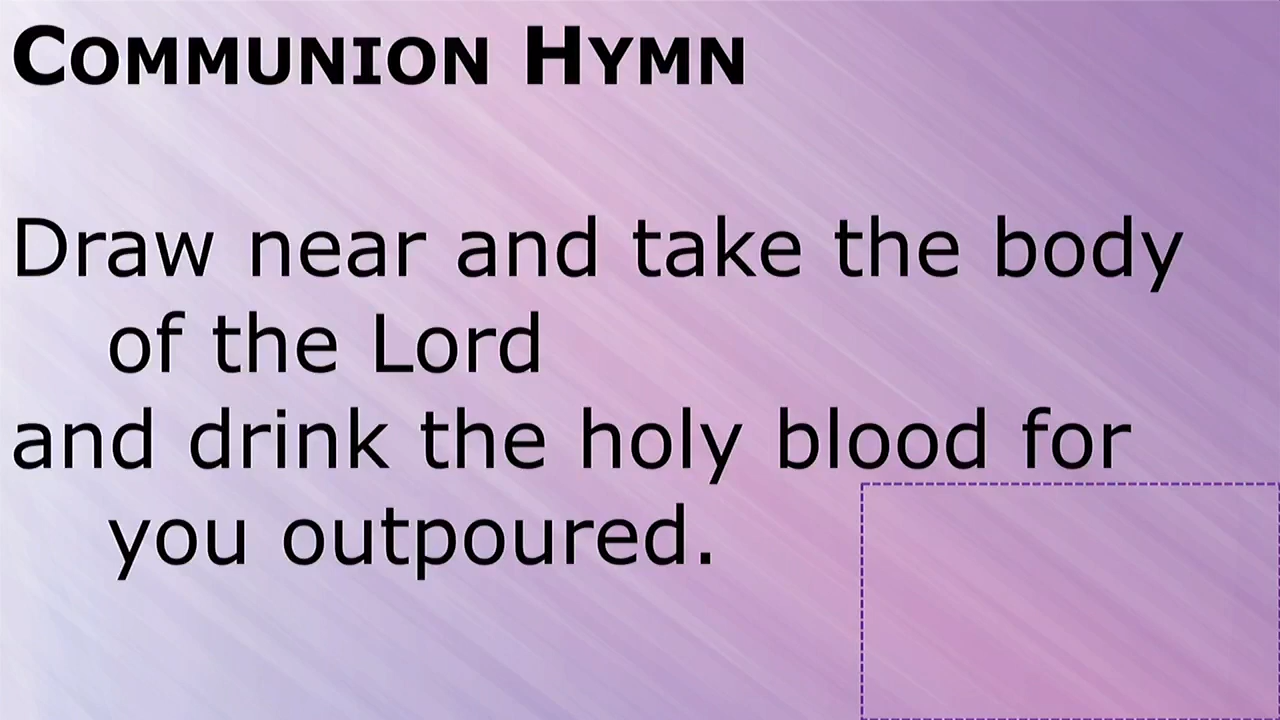 COMMUNION HYMN
Draw near and take the body
of the Lord
and drink the holy blood for
you outpoured.